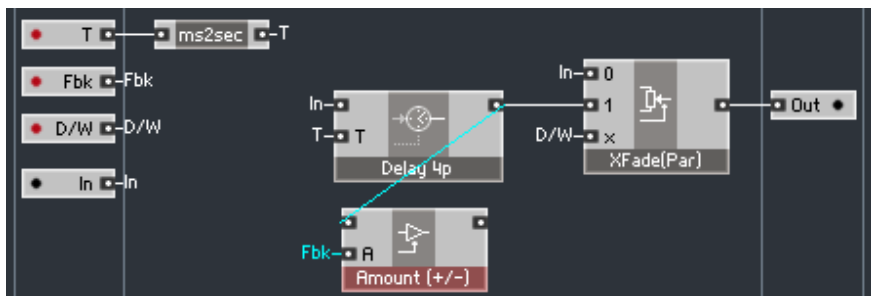 T
ms2sec
T
Fbk
Fbk
D/W
D/W
In
In
In
T
T
Delay 4p
Fbk
A
Amount (+/-)
In
0
1
D/W
x
XFade(Par)
Out